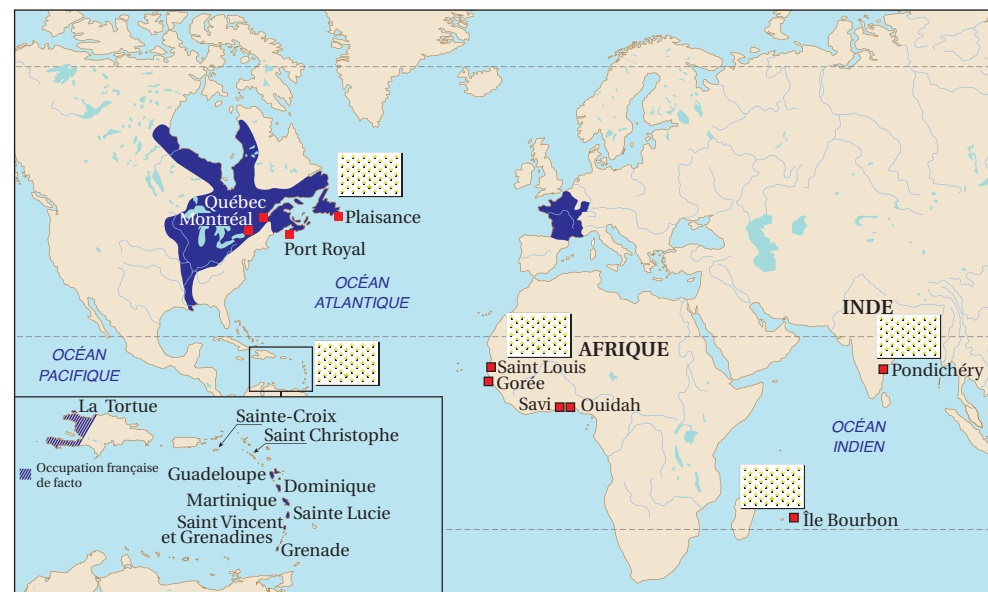 Québec
Montréal
Plaisance
Port Royal
OCÉAN
ATLANTIQUE
INDE
OCÉAN
PACIFIQUE
AFRIQUE
Saint Louis
Gorée
Pondichéry
Savi
Ouidah
OCÉAN
INDIEN
Île Bourbon
La Tortue
Sainte-Croix
Saint Christophe
Occupation française
de facto
Guadeloupe
Dominique
Martinique
Sainte Lucie
Saint Vincent
et Grenadines
Grenade